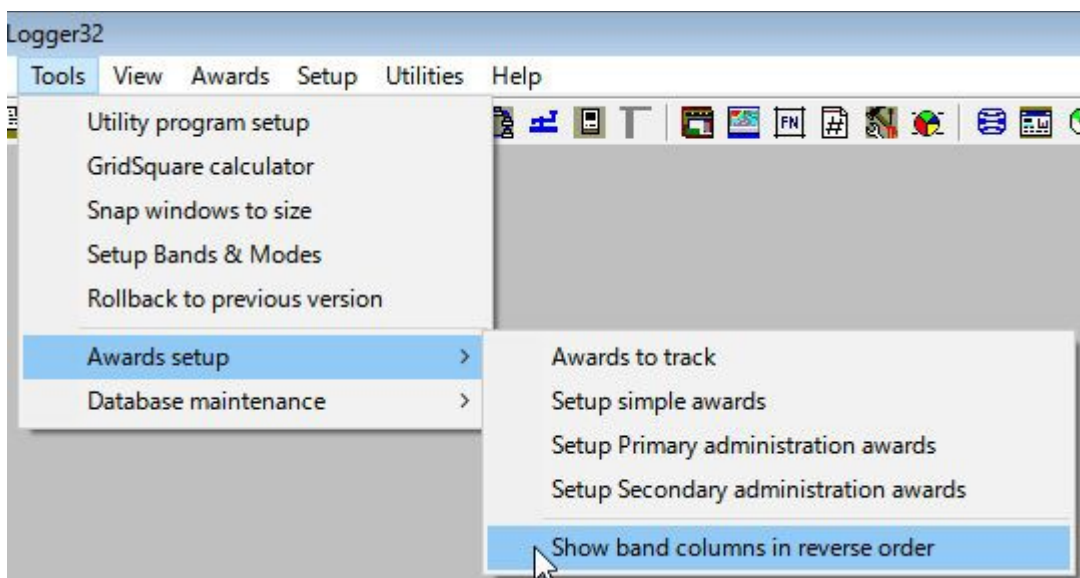 Logger32
Tools View Awards Setup Utilities Help
FN #
Utility program setup
GridSquare calculator
Snap windows to size
Setup Bands & Modes
Rollback to previous version
Awards setup >
Database maintenance >
Awards to track
Setup simple awards
Setup Primary administration awards
Setup Secondary administration awards
Show band columns in reverse order